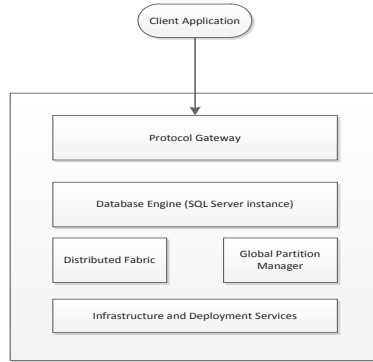 Client Application
Protocol Gateway
Database Engine (SQL Server instance)
Distributed Fabric
Global Partition
Manager
Infrastructure and Deployment Services